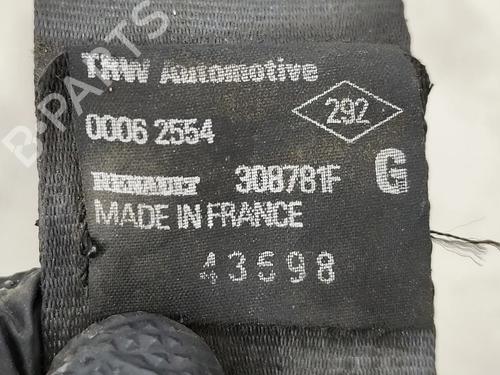 B-PARTS
TRW Automotive
292
0006 2554
RENAULT 308781F G
MADE IN FRANCE
43598